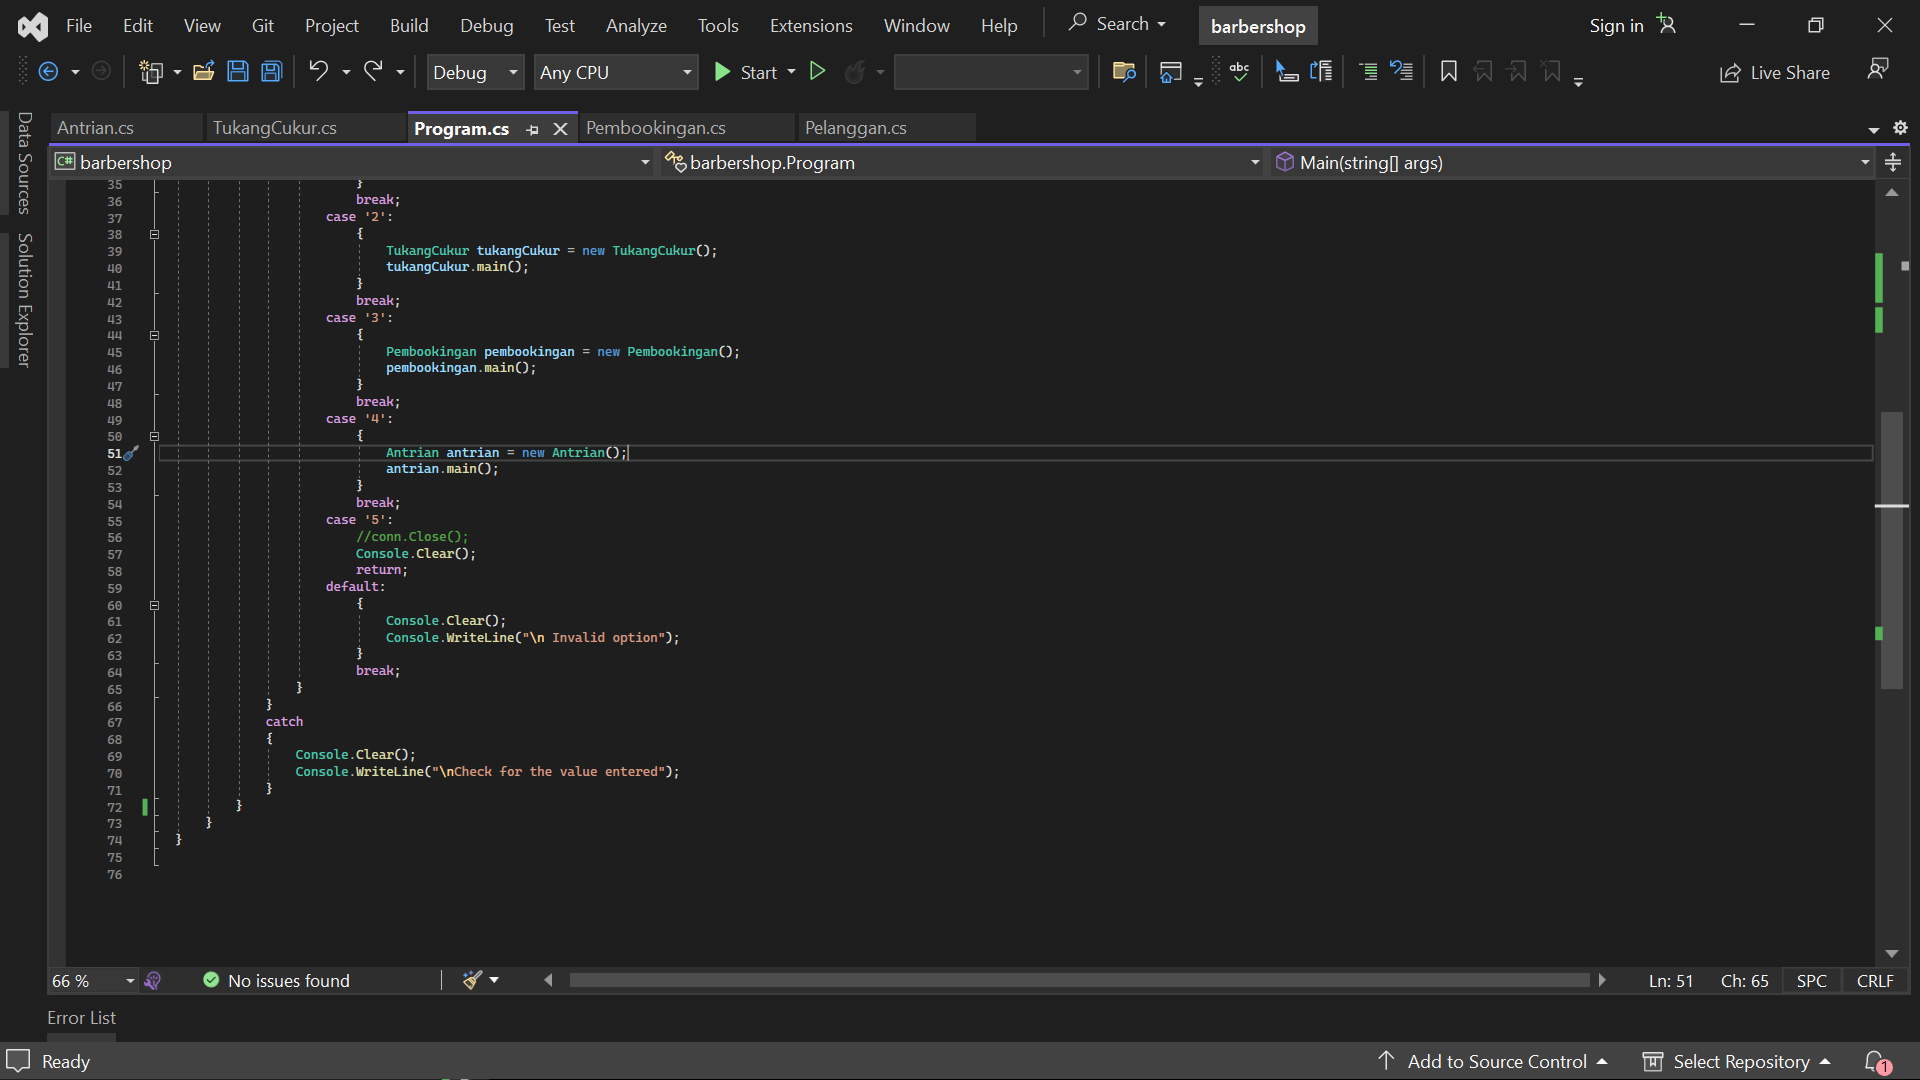 File Edit View Git Project Build Debug Test Analyze Tools Extensions Window Help Search barbershop Sign in
Debug Any CPU Start abc Live Share
Antrian.cs TukangCukur.cs Program.cs Pembookingan.cs Pelanggan.cs
C# barbershop barbershop.Program Main(string[] args)
Data Sources
Solution Explorer
35 }
36 break;
37 case '2':
38 {
39 TukangCukur tukangCukur = new TukangCukur();
40 tukangCukur.main();
41 }
42 break;
43 case '3':
44 {
45 Pembookingan pembookingan = new Pembookingan();
46 pembookingan.main();
47 }
48 break;
49 case '4':
50 {
51 Antrian antrian = new Antrian();
52 antrian.main();
53 }
54 break;
55 case '5':
56 //conn.Close();
57 Console.Clear();
58 return;
59 default:
60 {
61 Console.Clear();
62 Console.WriteLine("\n Invalid option");
63 }
64 break;
65 }
66 }
67 catch
68 {
69 Console.Clear();
70 Console.WriteLine("\nCheck for the value entered");
71 }
72 }
73 }
74 }
75
76
66 % No issues found Ln: 51 Ch: 65 SPC CRLF
Error List
Ready Add to Source Control Select Repository 1